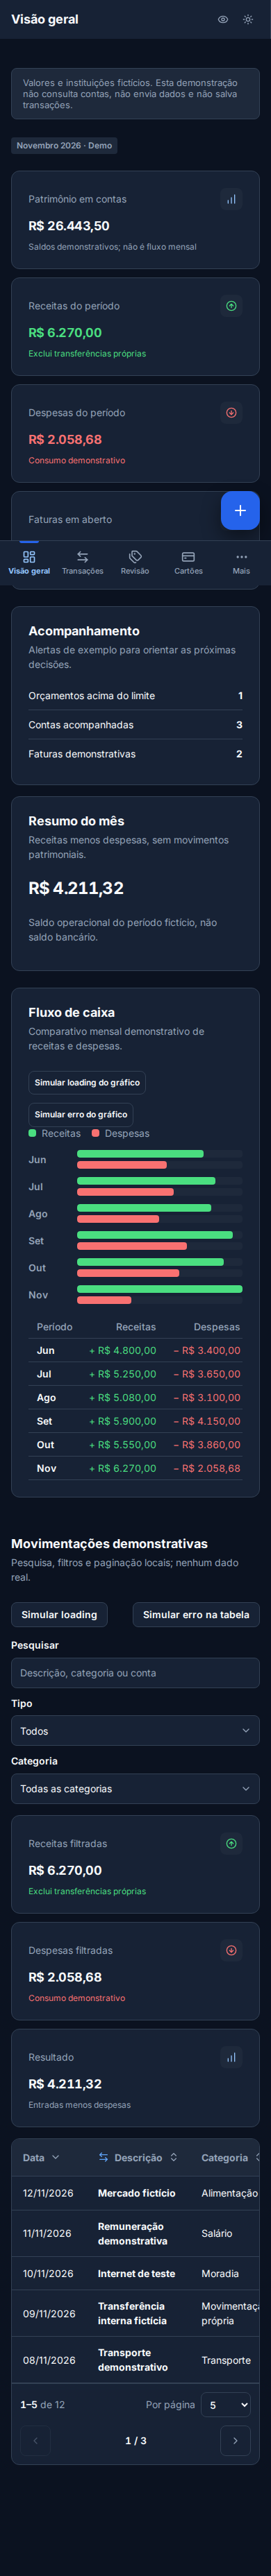 Visão geral
Valores e instituições fictícios. Esta demonstração
não consulta contas, não envia dados e não salva
transações.
Novembro 2026 · Demo
Patrimônio em contas
R$ 26.443,50
Saldos demonstrativos; não é fluxo mensal
Receitas do período
R$ 6.270,00
Exclui transferências próprias
Despesas do período
R$ 2.058,68
Consumo demonstrativo
Faturas em aberto
Visão geral
Transações
Revisão
Cartões
Mais
Acompanhamento
Alertas de exemplo para orientar as próximas
decisões.
Orçamentos acima do limite 1
Contas acompanhadas 3
Faturas demonstrativas 2
Resumo do mês
Receitas menos despesas, sem movimentos
patrimoniais.
R$ 4.211,32
Saldo operacional do período fictício, não
saldo bancário.
Fluxo de caixa
Comparativo mensal demonstrativo de
receitas e despesas.
Simular loading do gráfico
Simular erro do gráfico
Receitas Despesas
Jun
Jul
Ago
Set
Out
Nov
Período Receitas Despesas
Jun + R$ 4.800,00 − R$ 3.400,00
Jul + R$ 5.250,00 − R$ 3.650,00
Ago + R$ 5.080,00 − R$ 3.100,00
Set + R$ 5.900,00 − R$ 4.150,00
Out + R$ 5.550,00 − R$ 3.860,00
Nov + R$ 6.270,00 − R$ 2.058,68
Movimentações demonstrativas
Pesquisa, filtros e paginação locais; nenhum dado
real.
Simular loading
Simular erro na tabela
Pesquisar
Descrição, categoria ou conta
Tipo
Todos
Categoria
Todas as categorias
Receitas filtradas
R$ 6.270,00
Exclui transferências próprias
Despesas filtradas
R$ 2.058,68
Consumo demonstrativo
Resultado
R$ 4.211,32
Entradas menos despesas
Data Descrição Categoria
12/11/2026 Mercado fictício Alimentação
11/11/2026 Remuneração
demonstrativa Salário
10/11/2026 Internet de teste Moradia
09/11/2026 Transferência
interna fictícia Movimentaç
própria
08/11/2026 Transporte
demonstrativo Transporte
1–5 de 12 Por página 5
1 / 3